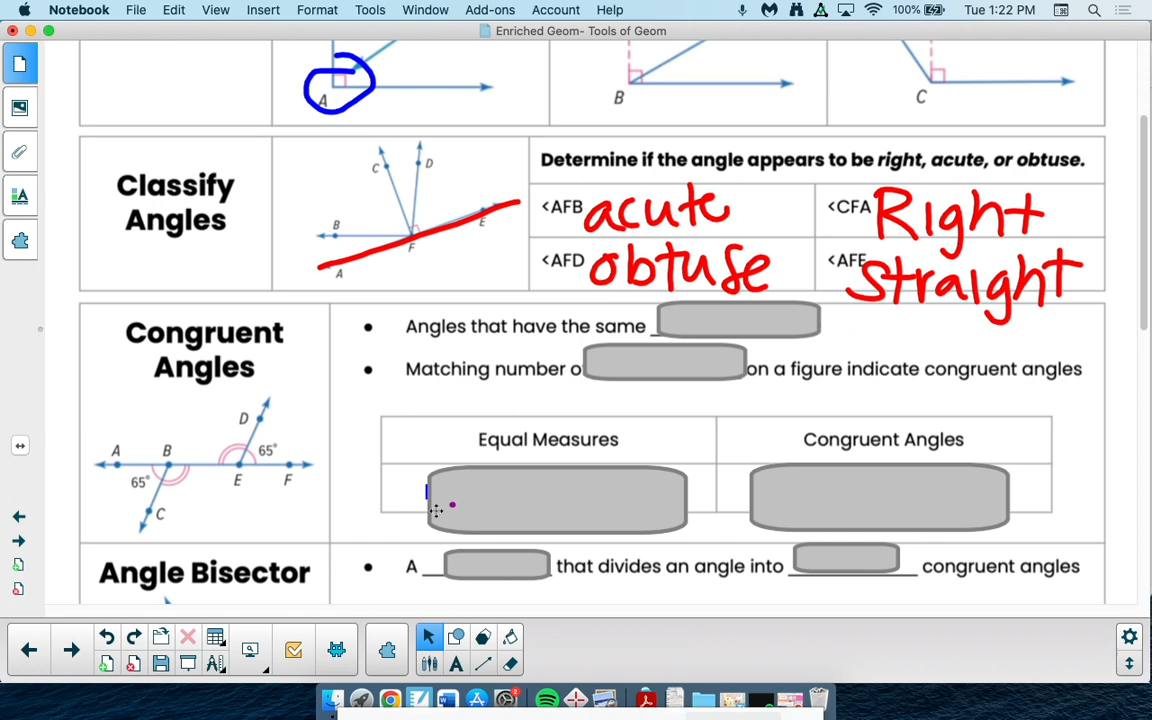 Notebook File Edit View Insert Format Tools Window Add-ons Account Help 100% Tue 1:22 PM
Enriched Geom- Tools of Geom
A
B
C
Classify
Angles
C
D
B
E
F
A
Determine if the angle appears to be right, acute, or obtuse.
<AFB acute
<CFA Right
<AFD obtuse
<AFE straight
Congruent
Angles
D
A B 65°
65° E F
C
• Angles that have the same _
• Matching number o on a figure indicate congruent angles
Equal Measures Congruent Angles
Angle Bisector
• A __ that divides an angle into ________ congruent angles